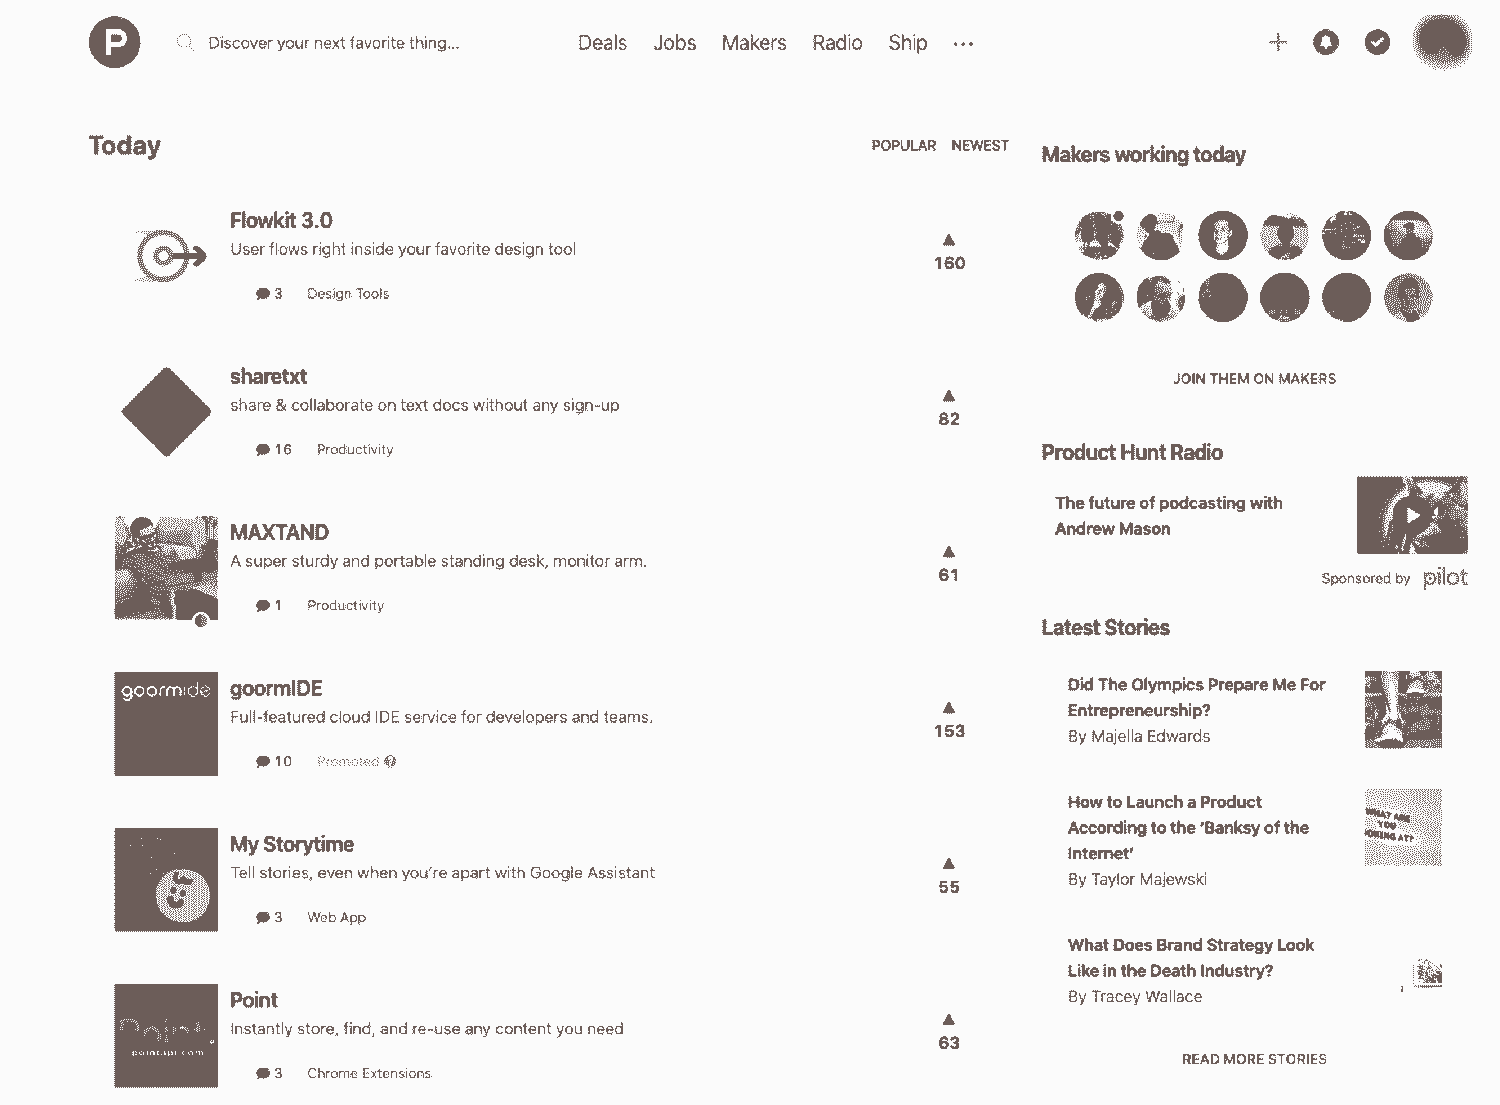 P
Discover your next favorite thing...
Deals Jobs Makers Radio Ship ...
Today
POPULAR NEWEST
Flowkit 3.0
User flows right inside your favorite design tool
3 Design Tools
160
sharetxt
share & collaborate on text docs without any sign-up
16 Productivity
82
MAXTAND
A super sturdy and portable standing desk, monitor arm.
1 Productivity
61
goormide
goormIDE
Full-featured cloud IDE service for developers and teams.
10 Promoted ?
153
My Storytime
Tell stories, even when you're apart with Google Assistant
3 Web App
55
Point.
Point
Instantly store, find, and re-use any content you need
3 Chrome Extensions
63
Makers working today
JOIN THEM ON MAKERS
Product Hunt Radio
The future of podcasting with
Andrew Mason
Sponsored by pilot
Latest Stories
Did The Olympics Prepare Me For
Entrepreneurship?
By Majella Edwards
How to Launch a Product
According to the 'Banksy of the
Internet'
By Taylor Majewski
WHAT ARE
YOU
OKING AT?
What Does Brand Strategy Look
Like in the Death Industry?
By Tracey Wallace
READ MORE STORIES